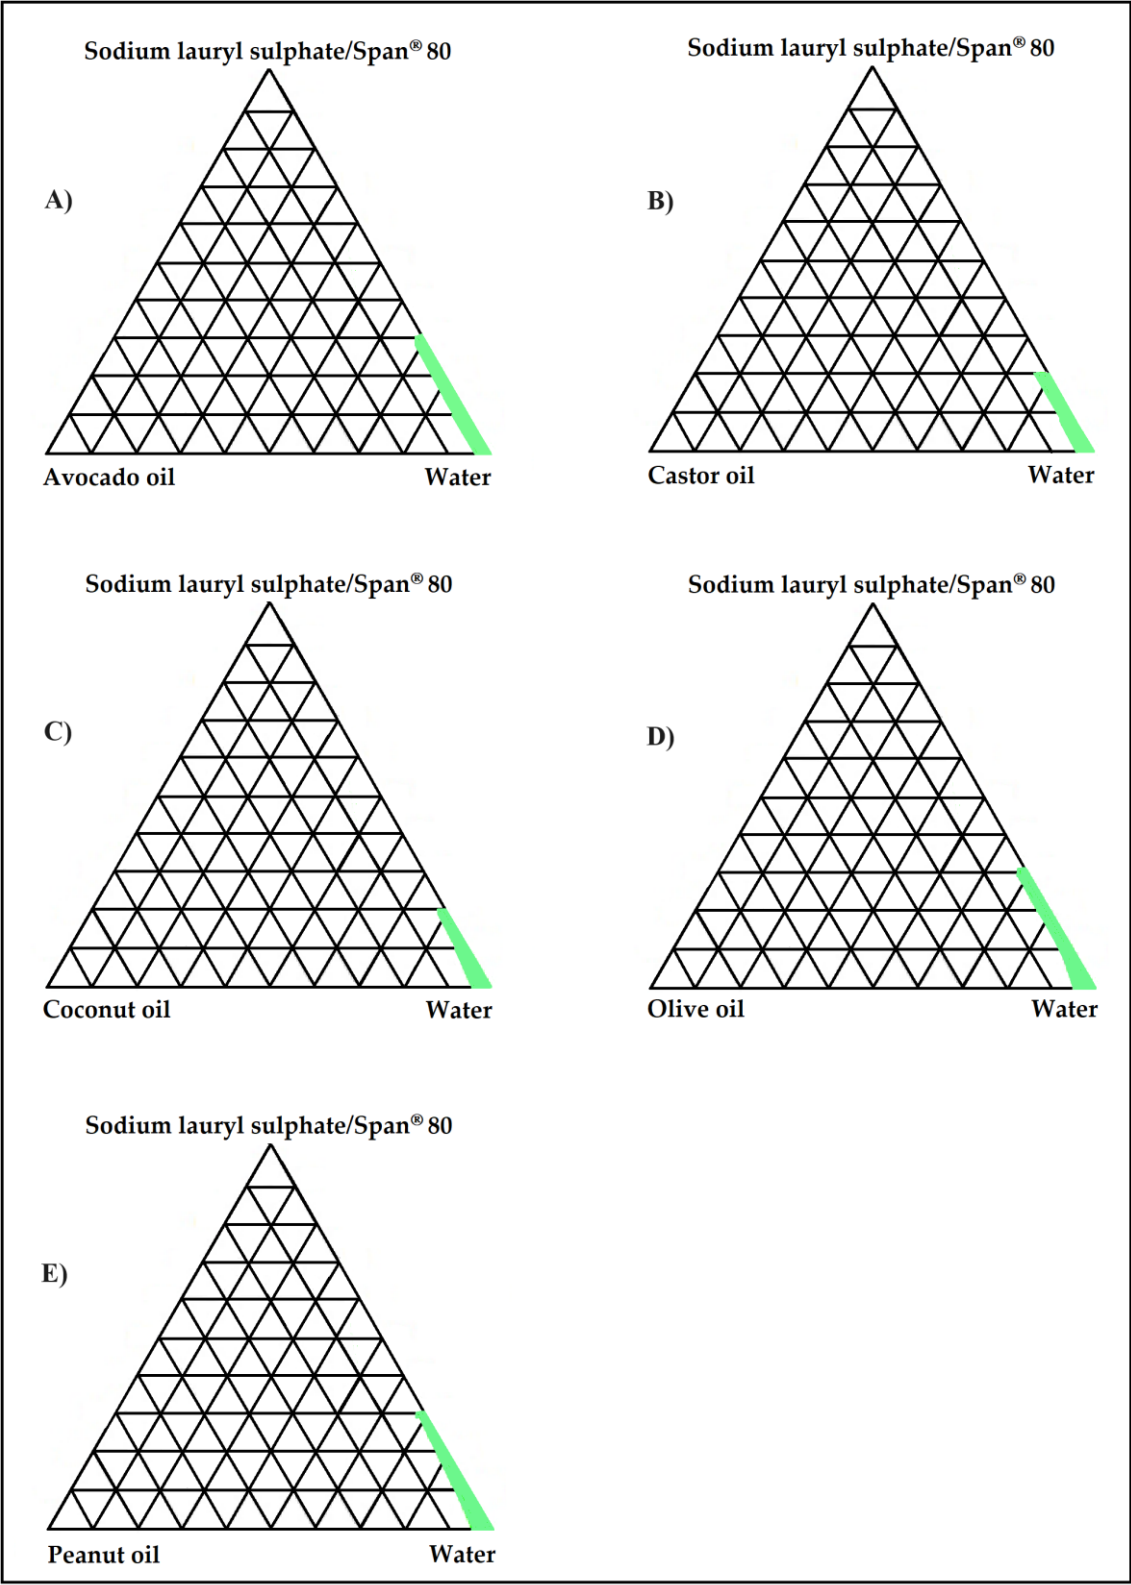 Sodium lauryl sulphate/Span® 80
A)
Avocado oil Water
Sodium lauryl sulphate/Span® 80
B)
Castor oil Water
Sodium lauryl sulphate/Span® 80
C)
Coconut oil Water
Sodium lauryl sulphate/Span® 80
D)
Olive oil Water
Sodium lauryl sulphate/Span® 80
E)
Peanut oil Water